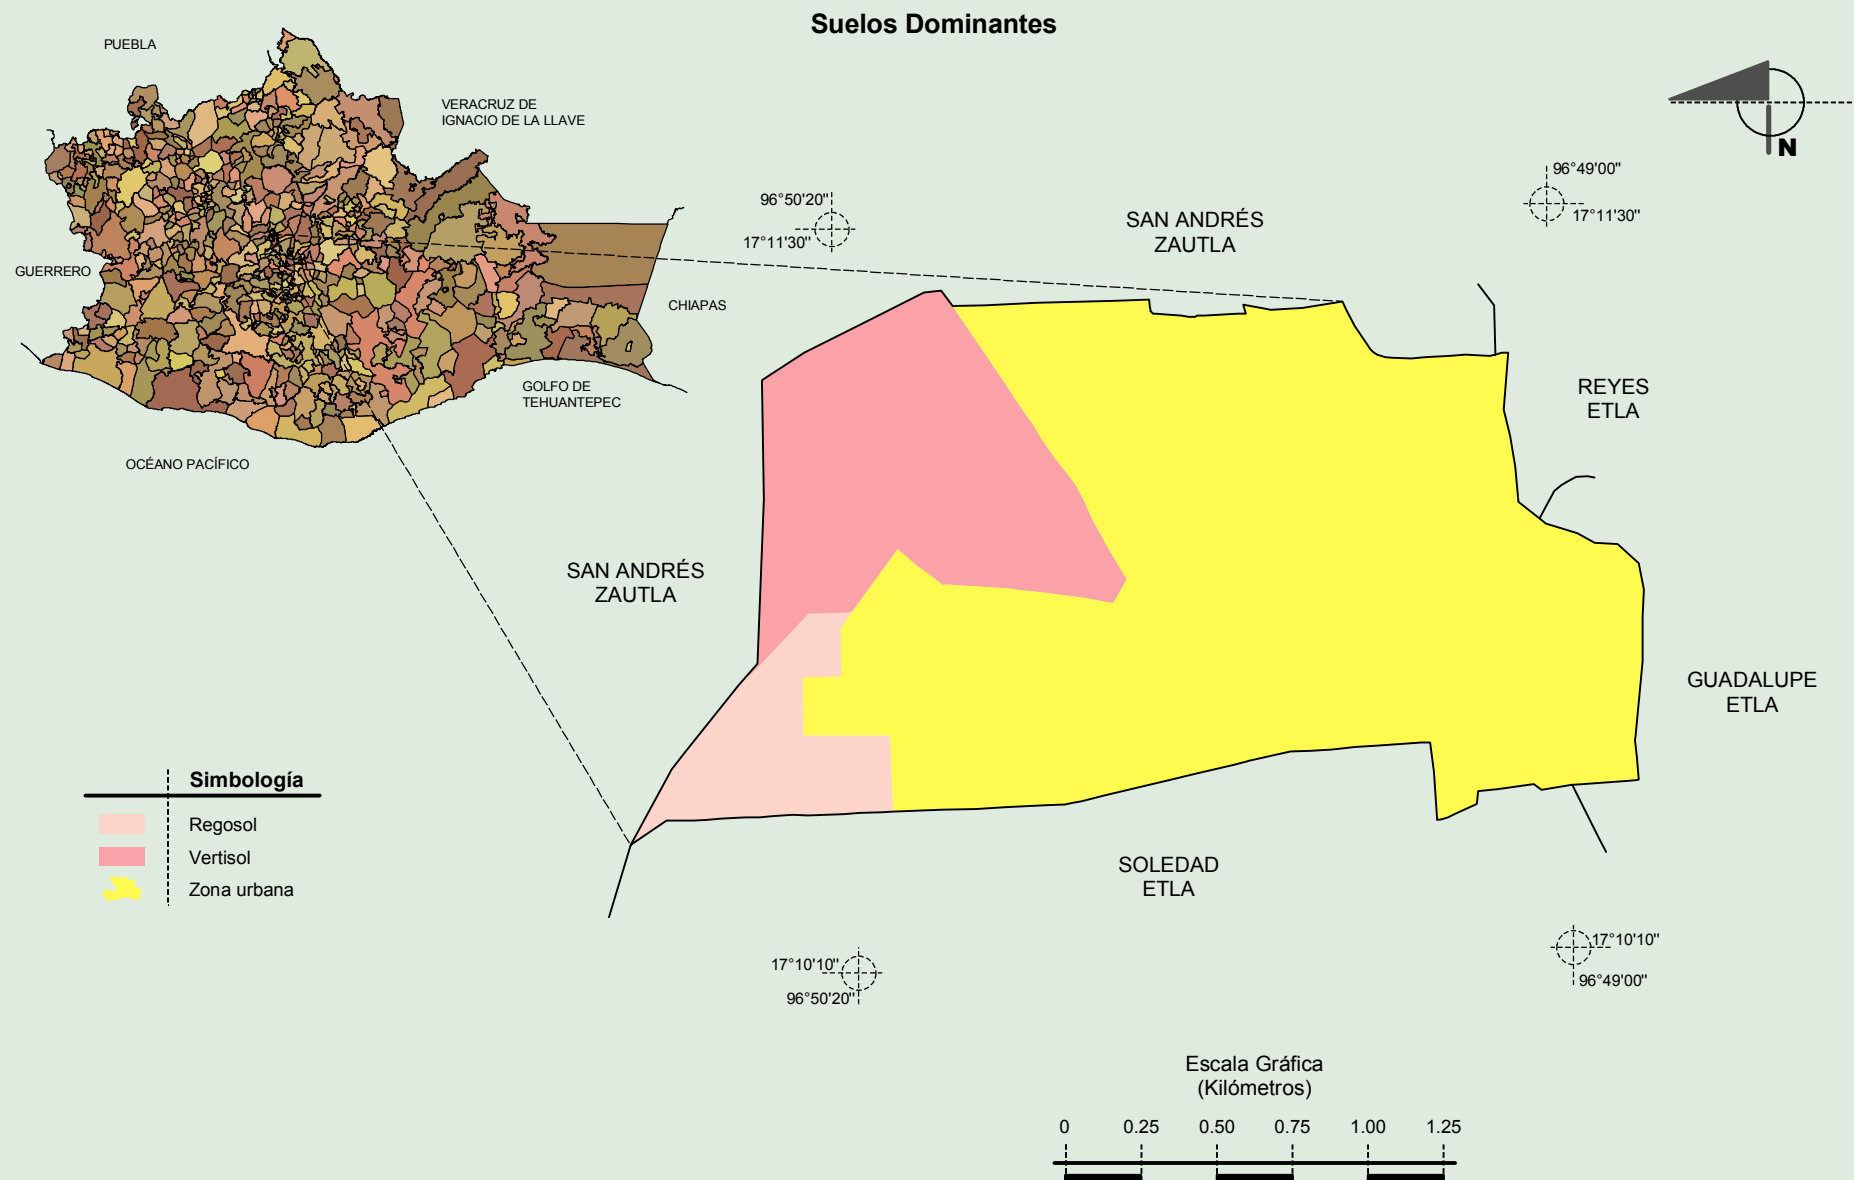 Suelos Dominantes
PUEBLA
VERACRUZ DE
IGNACIO DE LA LLAVE
GUERRERO
CHIAPAS
GOLFO DE
TEHUANTEPEC
OCÉANO PACÍFICO
N
96°50'20"
17°11'30"
SAN ANDRÉS
ZAUTLA
96°49'00"
17°11'30"
REYES
ETLA
SAN ANDRÉS
ZAUTLA
GUADALUPE
ETLA
SOLEDAD
ETLA
Simbología
Regosol
Vertisol
Zona urbana
17°10'10"
96°50'20"
17°10'10"
96°49'00"
Escala Gráfica
(Kilómetros)
0 0.25 0.50 0.75 1.00 1.25